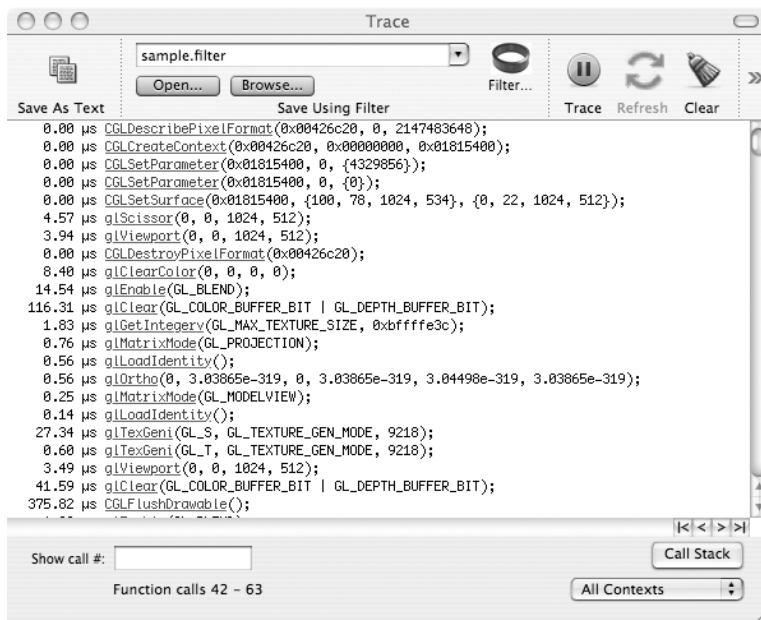 Trace
sample.filter
Open... Browse... Filter...
Save As Text Save Using Filter Trace Refresh Clear
0.00 µs CGLDescribePixelFormat(0x00426c20, 0, 2147483648);
0.00 µs CGLCreateContext(0x00426c20, 0x00000000, 0x01815400);
0.00 µs CGLSetParameter(0x01815400, 0, {4329856});
0.00 µs CGLSetParameter(0x01815400, 0, {0});
0.00 µs CGLSetSurface(0x01815400, {100, 78, 1024, 534}, {0, 22, 1024, 512});
4.57 µs glScissor(0, 0, 1024, 512);
3.94 µs glViewport(0, 0, 1024, 512);
0.00 µs CGLDestroyPixelFormat(0x00426c20);
8.40 µs glClearColor(0, 0, 0, 0);
14.54 µs glEnable(GL_BLEND);
116.31 µs glClear(GL_COLOR_BUFFER_BIT | GL_DEPTH_BUFFER_BIT);
1.83 µs glGetIntegerv(GL_MAX_TEXTURE_SIZE, 0xbffffe3c);
0.76 µs glMatrixMode(GL_PROJECTION);
0.56 µs glLoadIdentity();
0.56 µs glOrtho(0, 3.03865e-319, 0, 3.03865e-319, 3.04498e-319, 3.03865e-319);
0.25 µs glMatrixMode(GL_MODELVIEW);
0.14 µs glLoadIdentity();
27.34 µs glTexGeni(GL_S, GL_TEXTURE_GEN_MODE, 9218);
0.60 µs glTexGeni(GL_T, GL_TEXTURE_GEN_MODE, 9218);
3.49 µs glViewport(0, 0, 1024, 512);
41.59 µs glClear(GL_COLOR_BUFFER_BIT | GL_DEPTH_BUFFER_BIT);
375.82 µs CGLFlushDrawable();
Show call #: Call Stack
Function calls 42 – 63 All Contexts